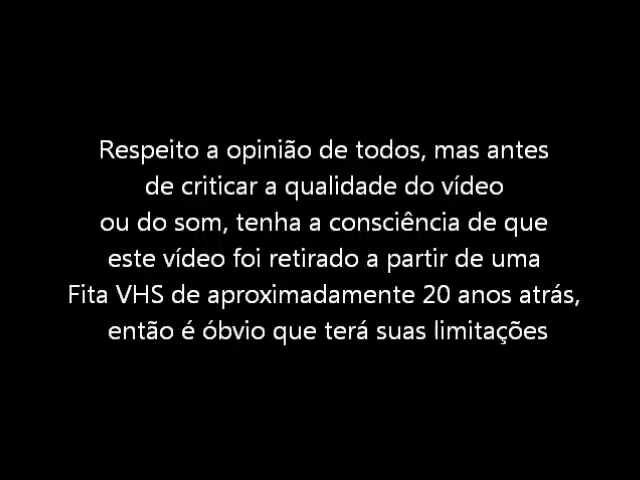 Respeito a opinião de todos, mas antes
de criticar a qualidade do vídeo
ou do som, tenha a consciência de que
este vídeo foi retirado a partir de uma
Fita VHS de aproximadamente 20 anos atrás,
então é óbvio que terá suas limitações